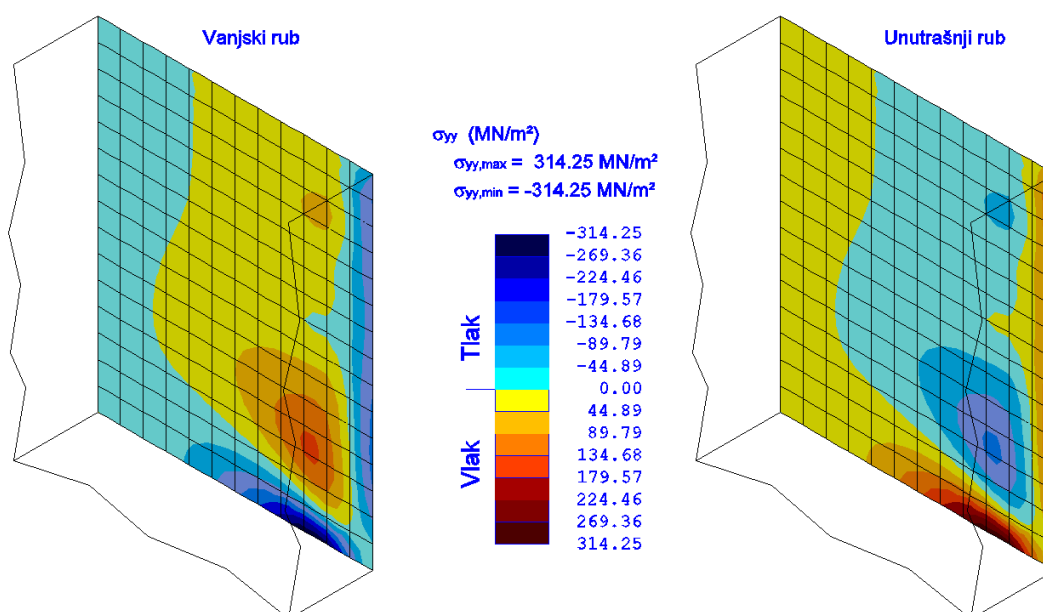 Vanjski rub
Unutrašnji rub
σyy (MN/m²)
σyy,max = 314.25 MN/m²
σyy,min = -314.25 MN/m²
Tlak
Vlak
-314.25
-269.36
-224.46
-179.57
-134.68
-89.79
-44.89
0.00
44.89
89.79
134.68
179.57
224.46
269.36
314.25